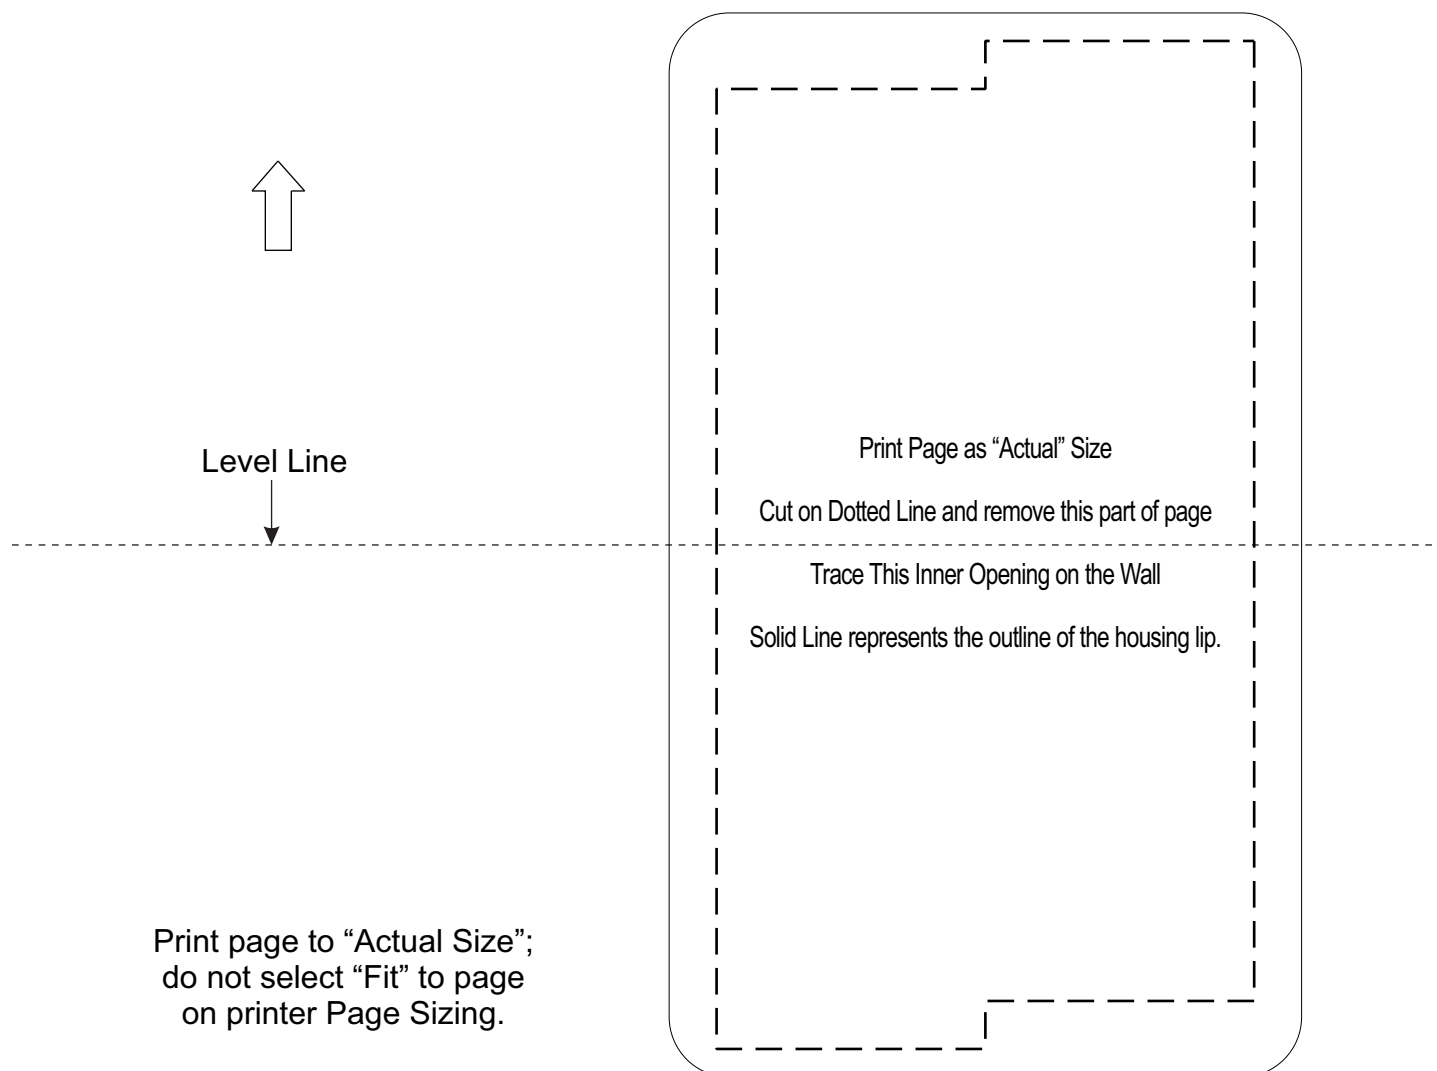 Level Line
Print Page as “Actual” Size
Cut on Dotted Line and remove this part of page
Trace This Inner Opening on the Wall
Solid Line represents the outline of the housing lip.
Print page to “Actual Size”;
do not select “Fit” to page
on printer Page Sizing.